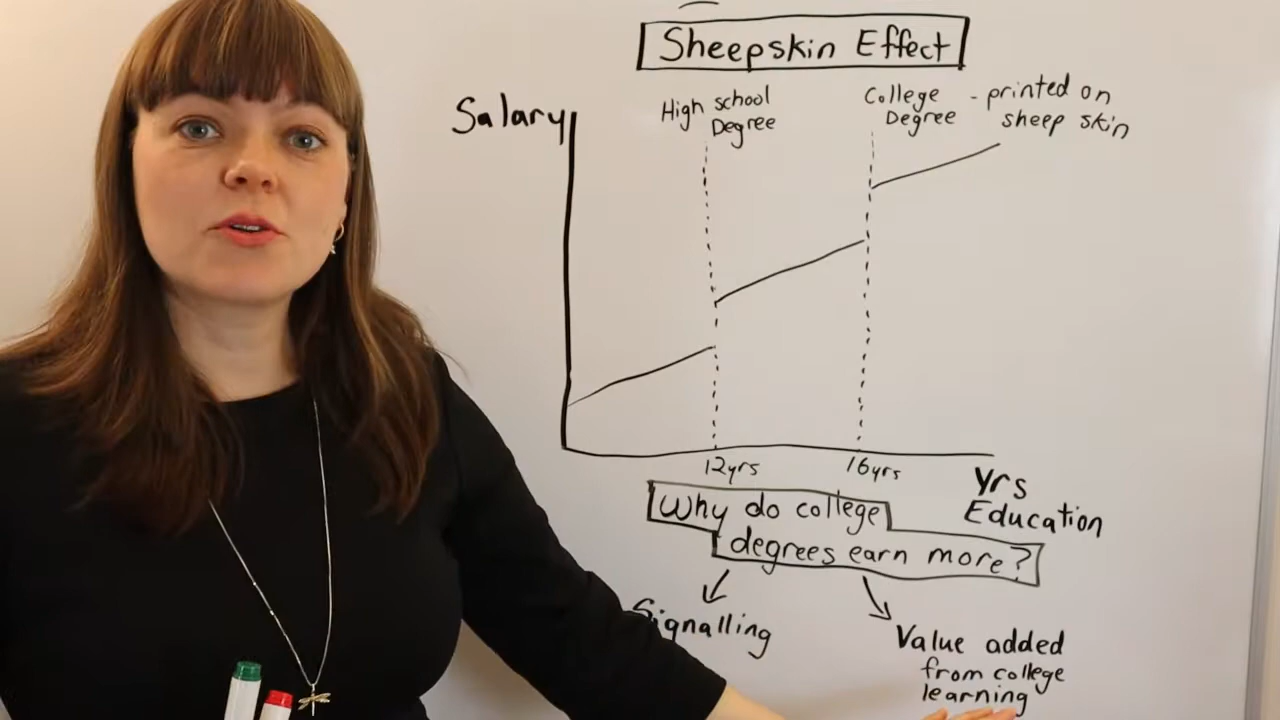 Sheepskin Effect
Salary
High school
Degree
College
Degree
- printed on
sheep skin
12yrs
16yrs
Yrs
Education
Why do college
degrees earn more?
Signalling
Value added
from college
learning